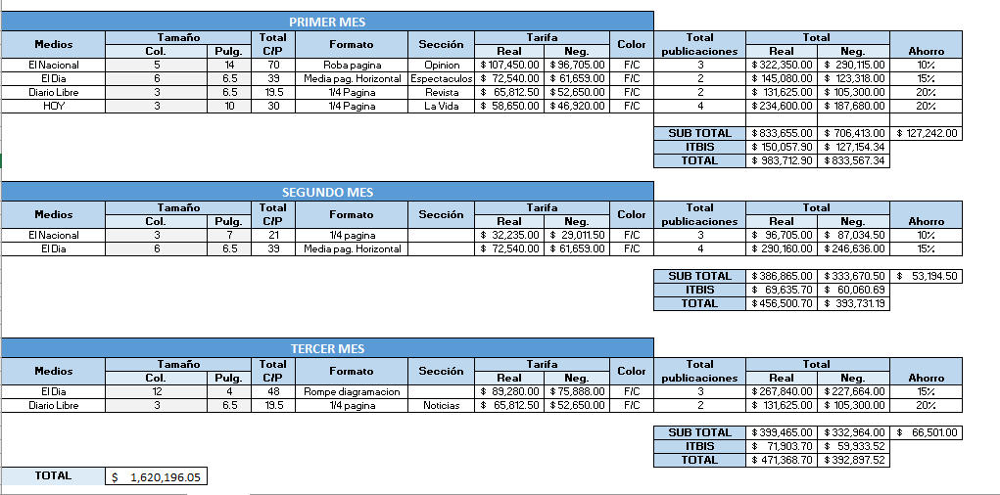 PRIMER MES
Medios Tamaño Total C/P Formato Sección Tarifa Color Total publicaciones Total Ahorro
Col. Pulg. Real Neg. Real Neg.
El Nacional 5 14 70 Roba pagina Opinion $ 107,450.00 $ 96,705.00 F/C 3 $ 322,350.00 $ 290,115.00 10%
El Dia 6 6.5 39 Media pag. Horizontal Espectaculos $ 72,540.00 $ 61,659.00 F/C 2 $ 145,080.00 $ 123,318.00 15%
Diario Libre 3 6.5 19.5 1/4 Pagina Revista $ 65,812.50 $ 52,650.00 F/C 2 $ 131,625.00 $ 105,300.00 20%
HOY 3 10 30 1/4 Pagina La Vida $ 58,650.00 $ 46,920.00 F/C 4 $ 234,600.00 $ 187,680.00 20%
SUB TOTAL $ 833,655.00 $ 706,413.00 $ 127,242.00
ITBIS $ 150,057.90 $ 127,154.34
TOTAL $ 983,712.90 $ 833,567.34
SEGUNDO MES
Medios Tamaño Total C/P Formato Sección Tarifa Color Total publicaciones Total Ahorro
Col. Pulg. Real Neg. Real Neg.
El Nacional 3 7 21 1/4 pagina $ 32,235.00 $ 29,011.50 F/C 3 $ 96,705.00 $ 87,034.50 10%
El Dia 6 6.5 39 Media pag. Horizontal $ 72,540.00 $ 61,659.00 F/C 4 $ 290,160.00 $ 246,636.00 15%
SUB TOTAL $ 386,865.00 $ 333,670.50 $ 53,194.50
ITBIS $ 69,635.70 $ 60,060.69
TOTAL $ 456,500.70 $ 393,731.19
TERCER MES
Medios Tamaño Total C/P Formato Sección Tarifa Color Total publicaciones Total Ahorro
Col. Pulg. Real Neg. Real Neg.
El Dia 12 4 48 Rompe diagramacion $ 89,280.00 $ 75,888.00 F/C 3 $ 267,840.00 $ 227,664.00 15%
Diario Libre 3 6.5 19.5 1/4 pagina Noticias $ 65,812.50 $ 52,650.00 F/C 2 $ 131,625.00 $ 105,300.00 20%
SUB TOTAL $ 399,465.00 $ 332,964.00 $ 66,501.00
ITBIS $ 71,903.70 $ 59,933.52
TOTAL $ 471,368.70 $ 392,897.52
TOTAL $ 1,620,196.05